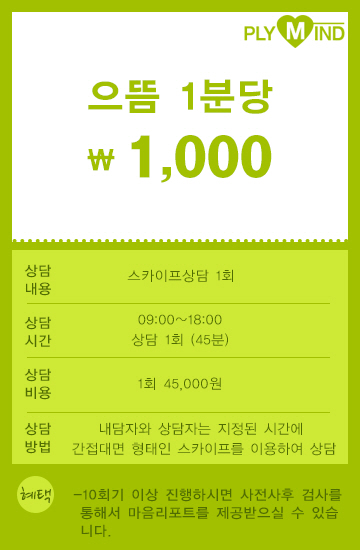 PLY MIND
으뜸 1분당
₩ 1,000
상담
내용
스카이프상담 1회
상담
시간
09:00~18:00
상담 1회 (45분)
상담
비용
1회 45,000원
상담
방법
내담자와 상담자는 지정된 시간에
간접대면 형태인 스카이프를 이용하여 상담
혜택
-10회기 이상 진행하시면 사전사후 검사를
통해서 마음리포트를 제공받으실 수 있습
니다.